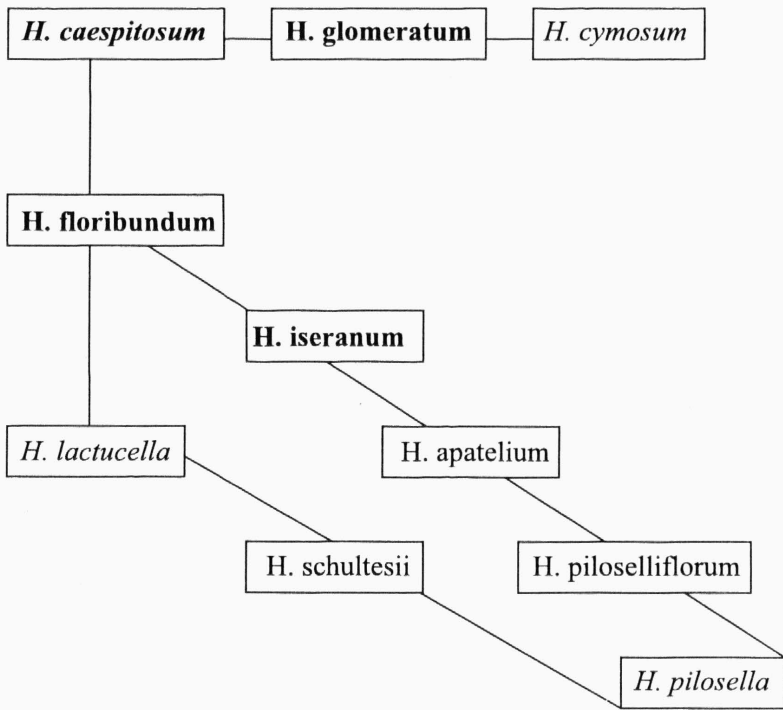 H. caespitosum
H. glomeratum
H. cymosum
H. floribundum
H. iseranum
H. lactucella
H. apatelium
H. schultesii
H. piloselliflorum
H. pilosella